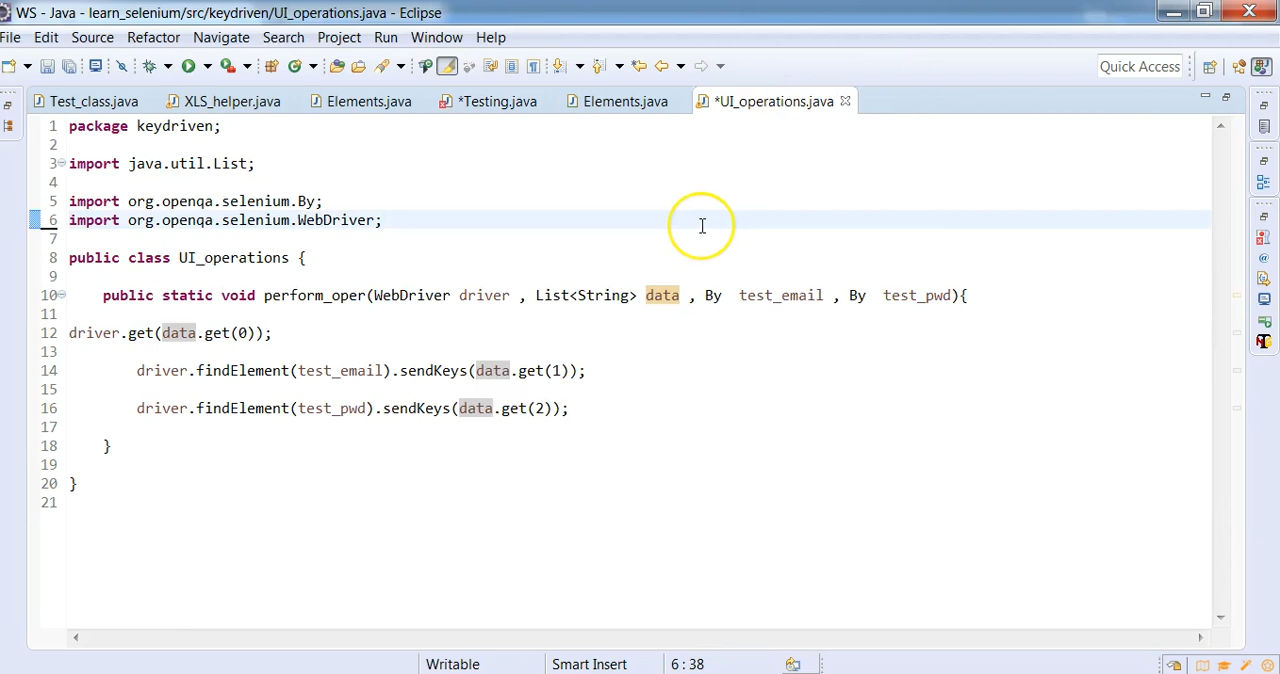 WS - Java - learn_selenium/src/keydriven/UI_operations.java - Eclipse
File Edit Source Refactor Navigate Search Project Run Window Help
Quick Access
Test_class.java XLS_helper.java Elements.java *Testing.java Elements.java *UI_operations.java
1 package keydriven;
2
3 import java.util.List;
4
5 import org.openqa.selenium.By;
6 import org.openqa.selenium.WebDriver;
7
8 public class UI_operations {
9
10 public static void perform_oper(WebDriver driver , List<String> data , By test_email , By test_pwd){
11
12 driver.get(data.get(0));
13
14 driver.findElement(test_email).sendKeys(data.get(1));
15
16 driver.findElement(test_pwd).sendKeys(data.get(2));
17
18 }
19
20 }
21
Writable Smart Insert 6 : 38